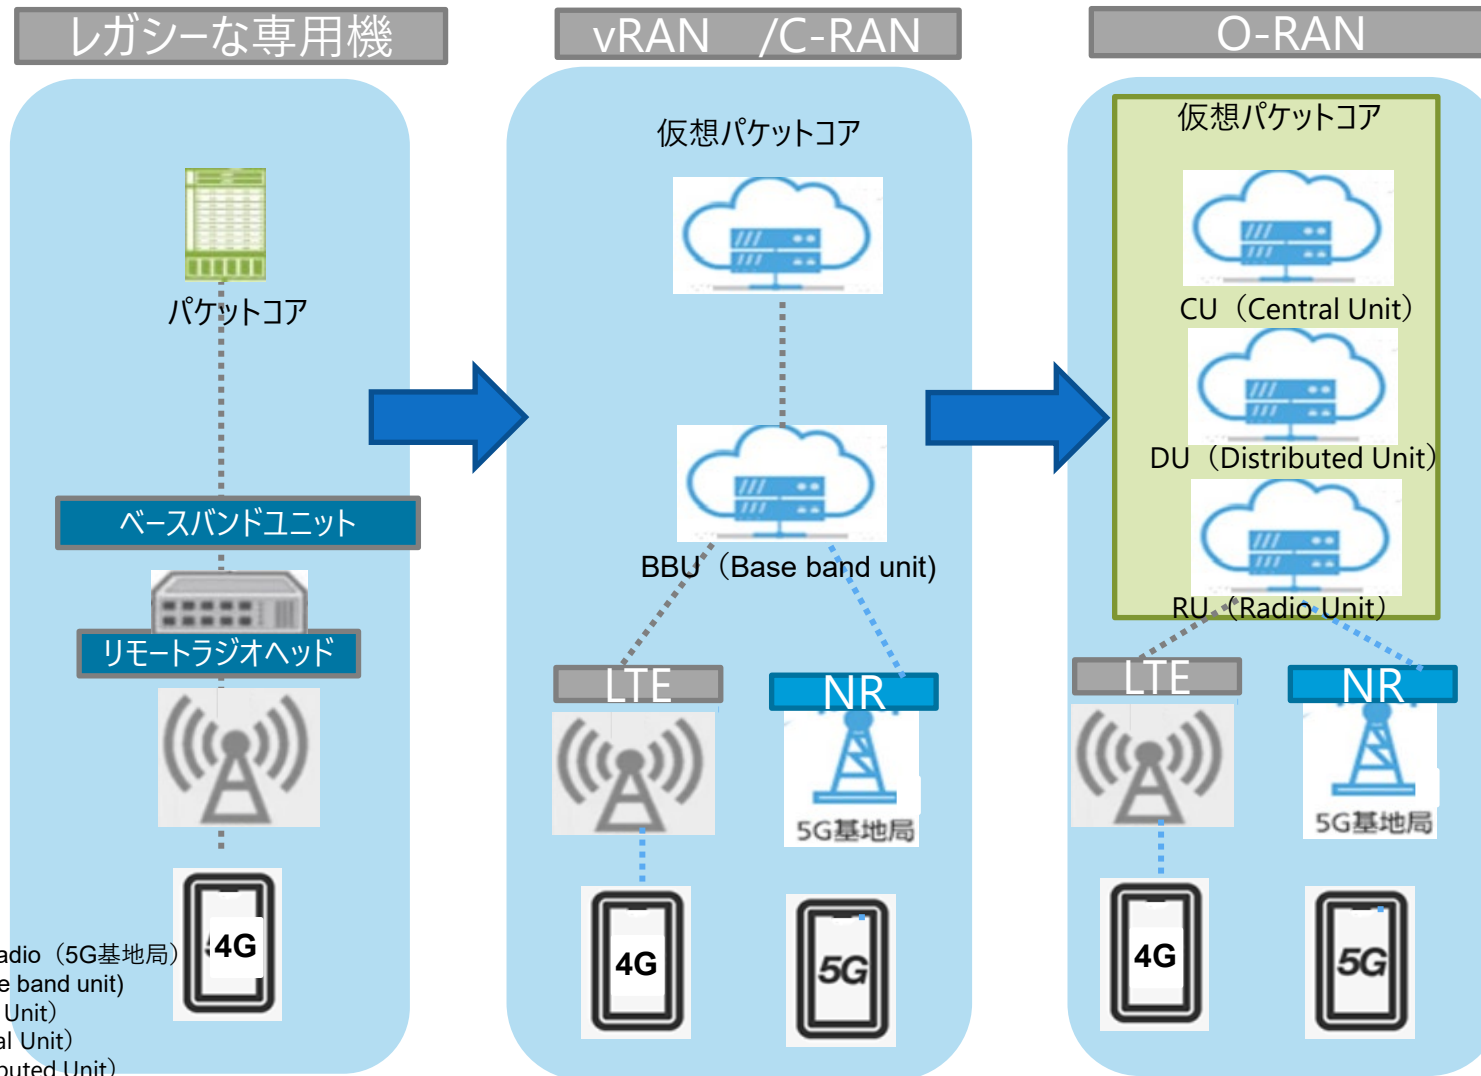 レガシーな専用機
パケットコア
ベースバンドユニット
リモートラジオヘッド
4G
adio（5G基地局）
e band unit)
Unit）
al Unit）
buted Unit）
vRAN /C-RAN
仮想パケットコア
BBU（Base band unit)
LTE
NR
5G基地局
4G
5G
O-RAN
仮想パケットコア
CU（Central Unit）
DU（Distributed Unit）
RU（Radio Unit）
LTE
NR
5G基地局
4G
5G